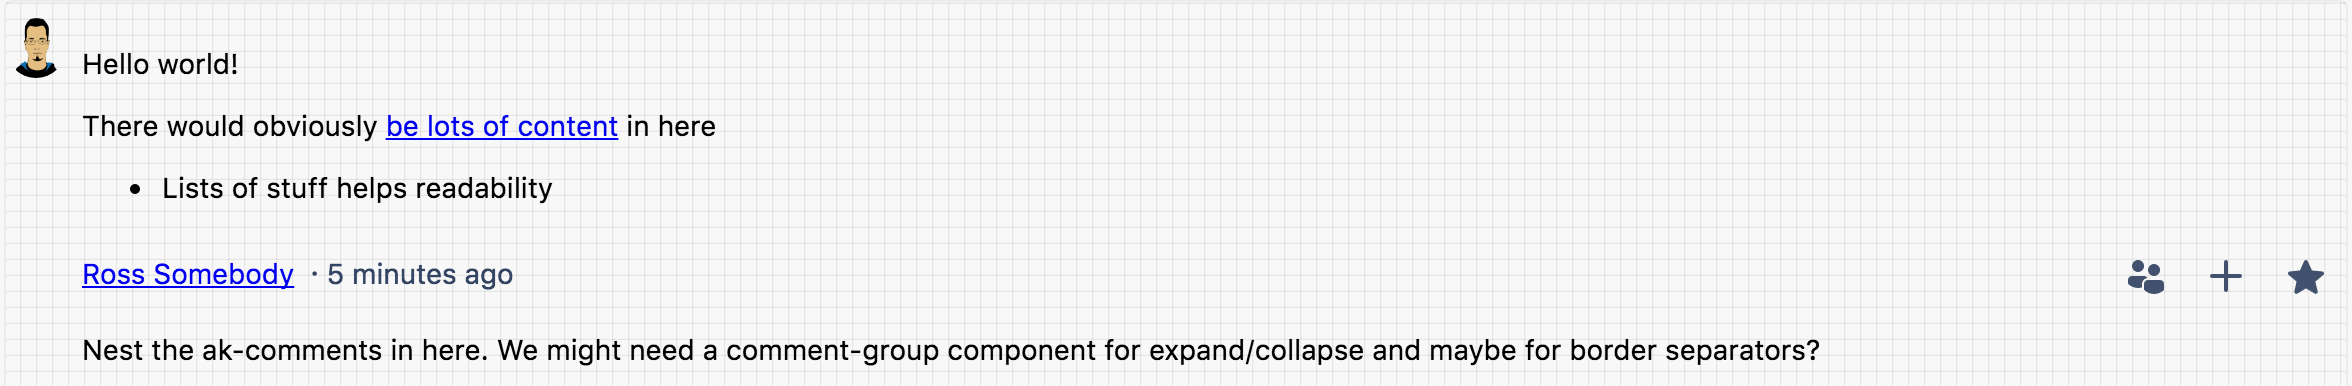 Hello world!
There would obviously be lots of content in here
• Lists of stuff helps readability
Ross Somebody · 5 minutes ago
Nest the ak-comments in here. We might need a comment-group component for expand/collapse and maybe for border separators?